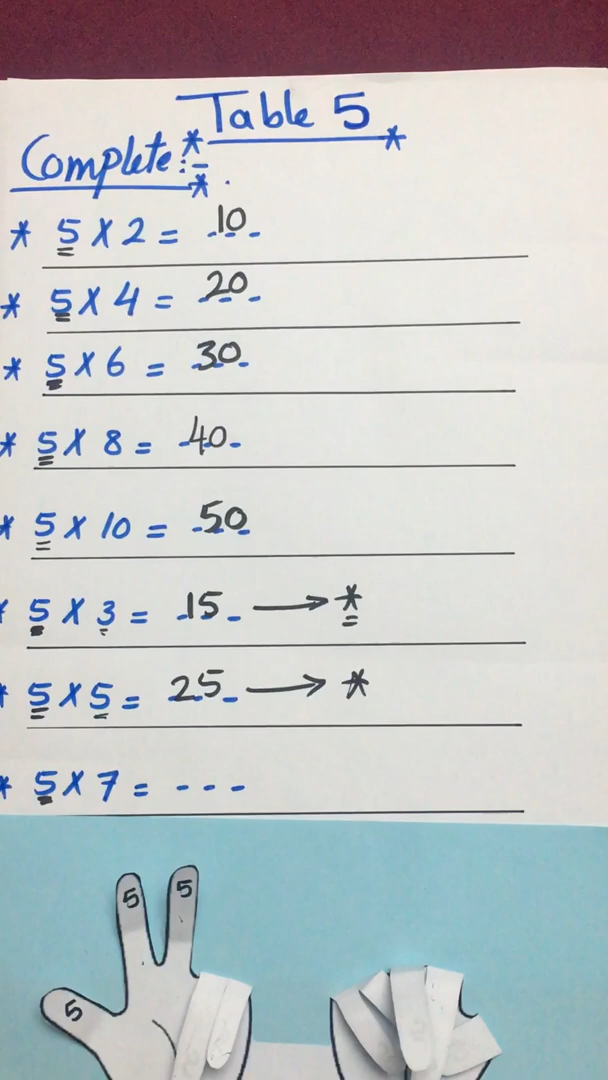 Table 5
Complete:-
* 5 X 2 = 10
* 5 X 4 = 20
* 5 X 6 = 30
* 5 X 8 = 40
* 5 X 10 = 50
* 5 X 3 = 15 → *
* 5 X 5 = 25 → *
* 5 X 7 = ---
5 5
5